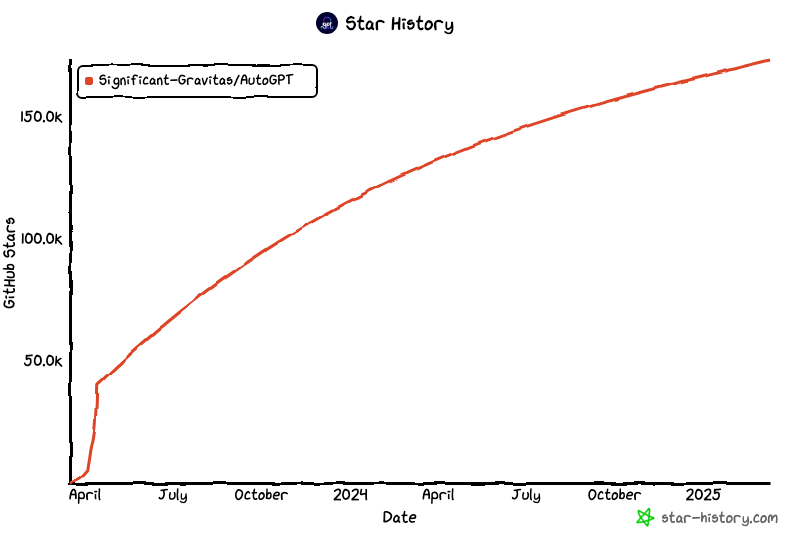 gpt Star History
Significant-Gravitas/AutoGPT
150.0k
100.0k
50.0k
GitHub Stars
April July October 2024 April July October 2025
Date
star-history.com